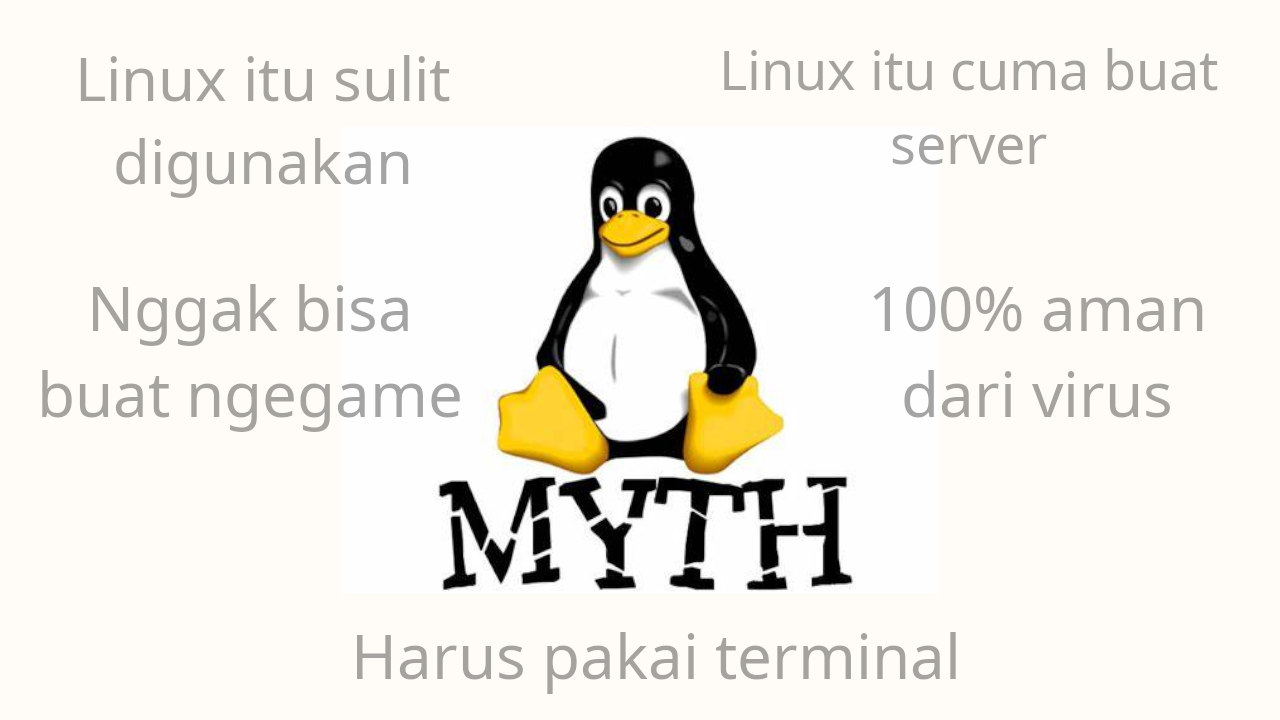 Linux itu sulit
digunakan
Linux itu cuma buat
server
Nggak bisa
buat ngegame
100% aman
dari virus
MYTH
Harus pakai terminal